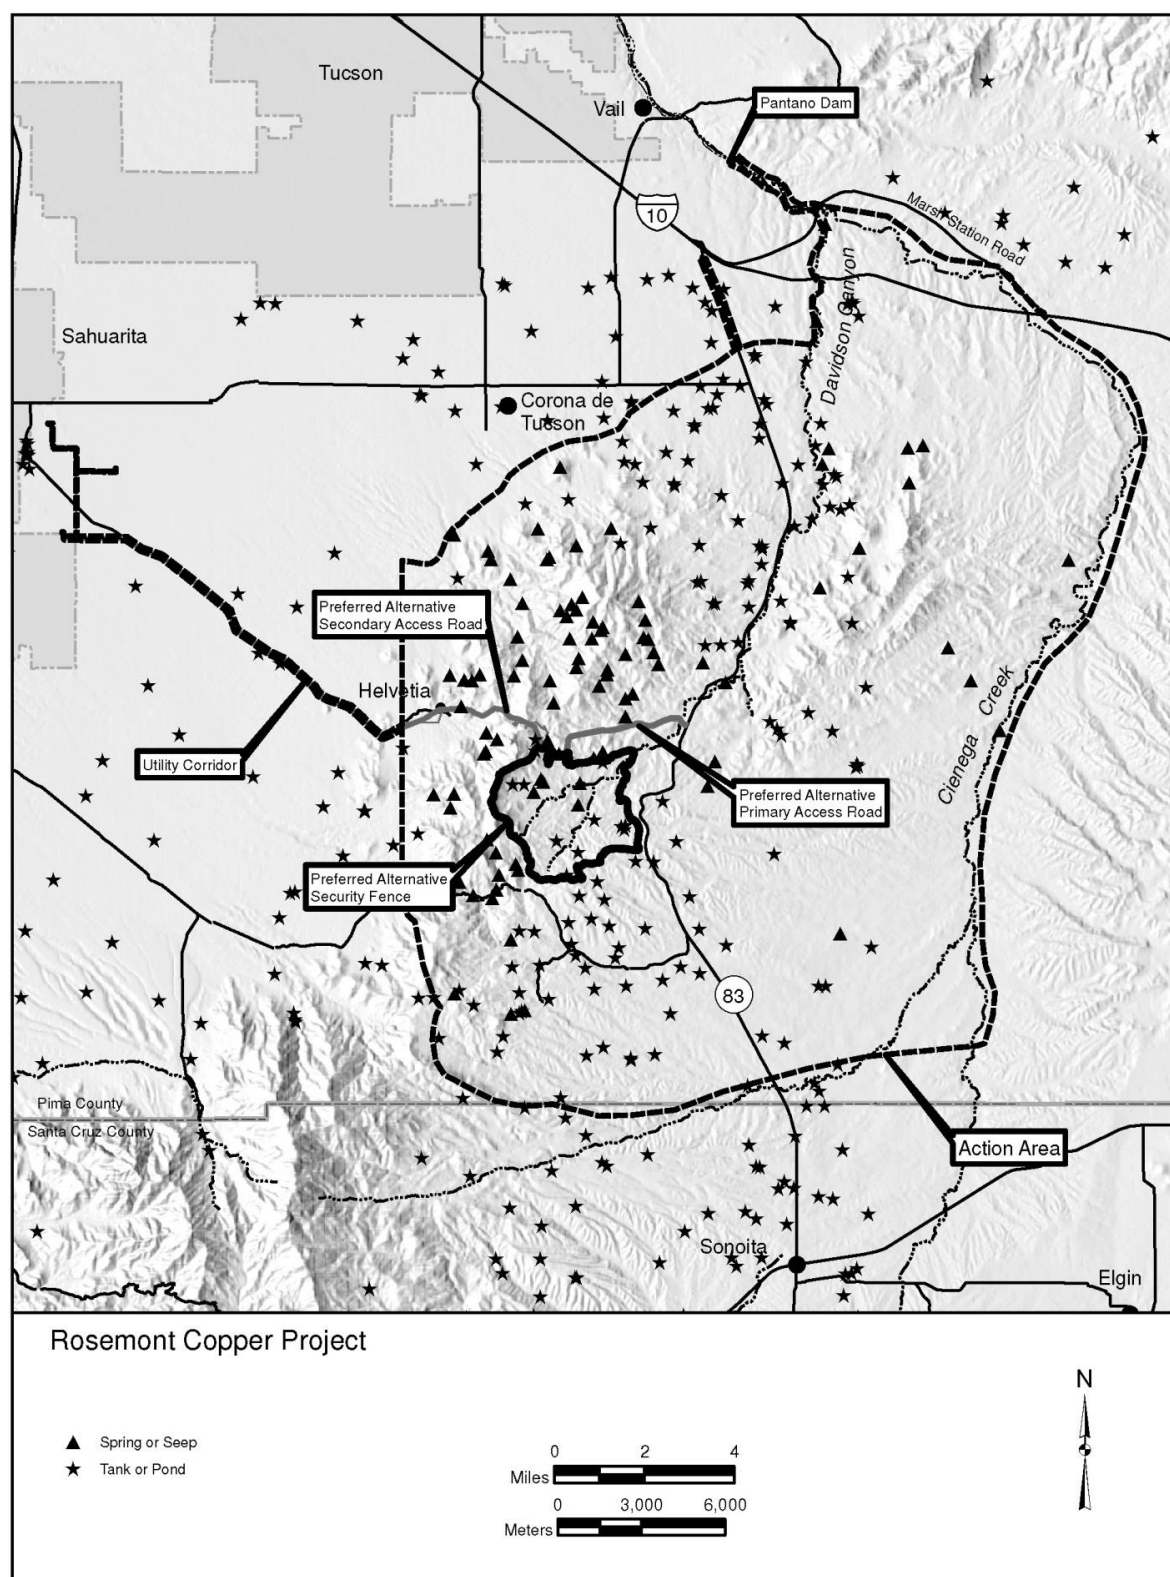 Tucson
Vail
Pantano Dam
10
Marsh Station Road
Davidson Canyon
Sahuarita
Corona de
Tucson
Preferred Alternative
Secondary Access Road
Helvetia
Cienega Creek
Utility Corridor
Preferred Alternative
Primary Access Road
Preferred Alternative
Security Fence
83
Pima County
Santa Cruz County
Action Area
Sonoita
Elgin
Rosemont Copper Project
N
Spring or Seep
Tank or Pond
0 2 4
Miles
0 3,000 6,000
Meters